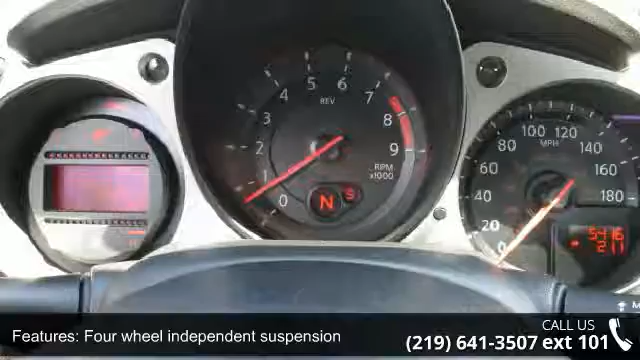 5 6
4 7
3 REV 8
2 9
1 RPM
x1000
0 N S
100 120
80 MPH 140
60 160
40 180
20
0
Features: Four wheel independent suspension
CALL US
(219) 641-3507 ext 101